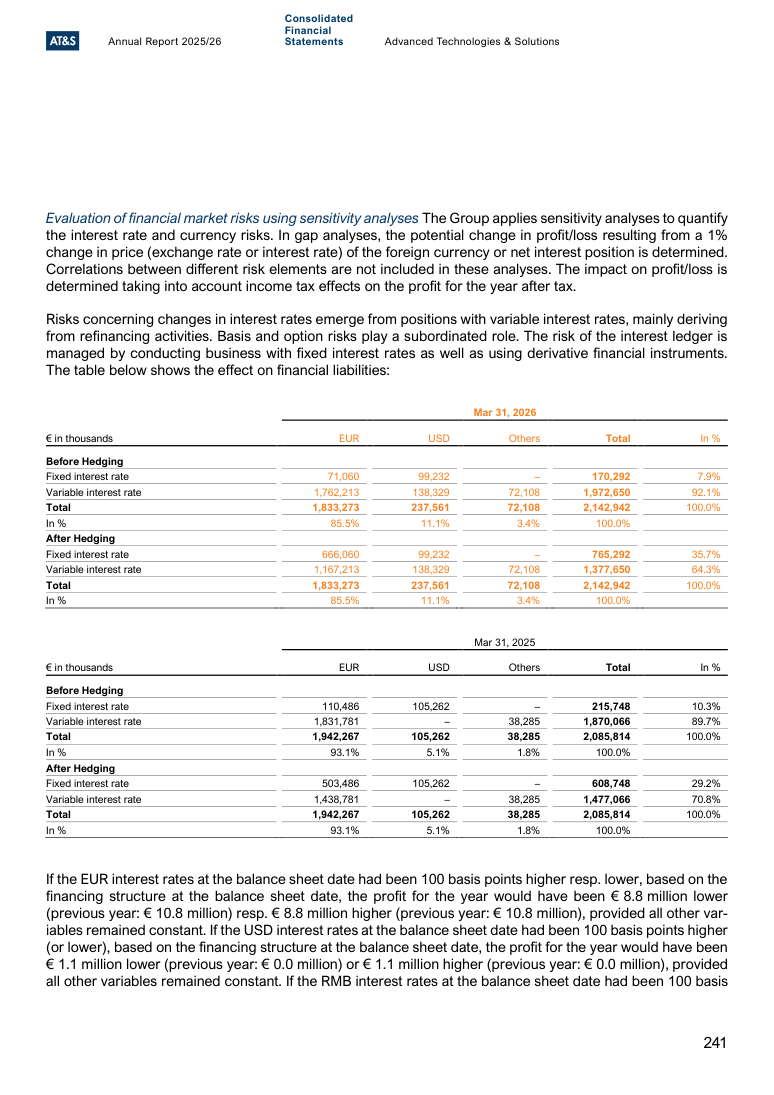 AT&S
Annual Report 2025/26
Consolidated
Financial
Statements
Advanced Technologies & Solutions
Evaluation of financial market risks using sensitivity analyses The Group applies sensitivity analyses to quantify
the interest rate and currency risks. In gap analyses, the potential change in profit/loss resulting from a 1%
change in price (exchange rate or interest rate) of the foreign currency or net interest position is determined.
Correlations between different risk elements are not included in these analyses. The impact on profit/loss is
determined taking into account income tax effects on the profit for the year after tax.
Risks concerning changes in interest rates emerge from positions with variable interest rates, mainly deriving
from refinancing activities. Basis and option risks play a subordinated role. The risk of the interest ledger is
managed by conducting business with fixed interest rates as well as using derivative financial instruments.
The table below shows the effect on financial liabilities:
Mar 31, 2026
€ in thousands EUR USD Others Total In %
Before Hedging
Fixed interest rate 71,060 99,232 – 170,292 7.9%
Variable interest rate 1,762,213 138,329 72,108 1,972,650 92.1%
Total 1,833,273 237,561 72,108 2,142,942 100.0%
In % 85.5% 11.1% 3.4% 100.0%
After Hedging
Fixed interest rate 666,060 99,232 – 765,292 35.7%
Variable interest rate 1,167,213 138,329 72,108 1,377,650 64.3%
Total 1,833,273 237,561 72,108 2,142,942 100.0%
In % 85.5% 11.1% 3.4% 100.0%
Mar 31, 2025
€ in thousands EUR USD Others Total In %
Before Hedging
Fixed interest rate 110,486 105,262 – 215,748 10.3%
Variable interest rate 1,831,781 – 38,285 1,870,066 89.7%
Total 1,942,267 105,262 38,285 2,085,814 100.0%
In % 93.1% 5.1% 1.8% 100.0%
After Hedging
Fixed interest rate 503,486 105,262 – 608,748 29.2%
Variable interest rate 1,438,781 – 38,285 1,477,066 70.8%
Total 1,942,267 105,262 38,285 2,085,814 100.0%
In % 93.1% 5.1% 1.8% 100.0%
If the EUR interest rates at the balance sheet date had been 100 basis points higher resp. lower, based on the
financing structure at the balance sheet date, the profit for the year would have been € 8.8 million lower
(previous year: € 10.8 million) resp. € 8.8 million higher (previous year: € 10.8 million), provided all other var-
iables remained constant. If the USD interest rates at the balance sheet date had been 100 basis points higher
(or lower), based on the financing structure at the balance sheet date, the profit for the year would have been
€ 1.1 million lower (previous year: € 0.0 million) or € 1.1 million higher (previous year: € 0.0 million), provided
all other variables remained constant. If the RMB interest rates at the balance sheet date had been 100 basis
241